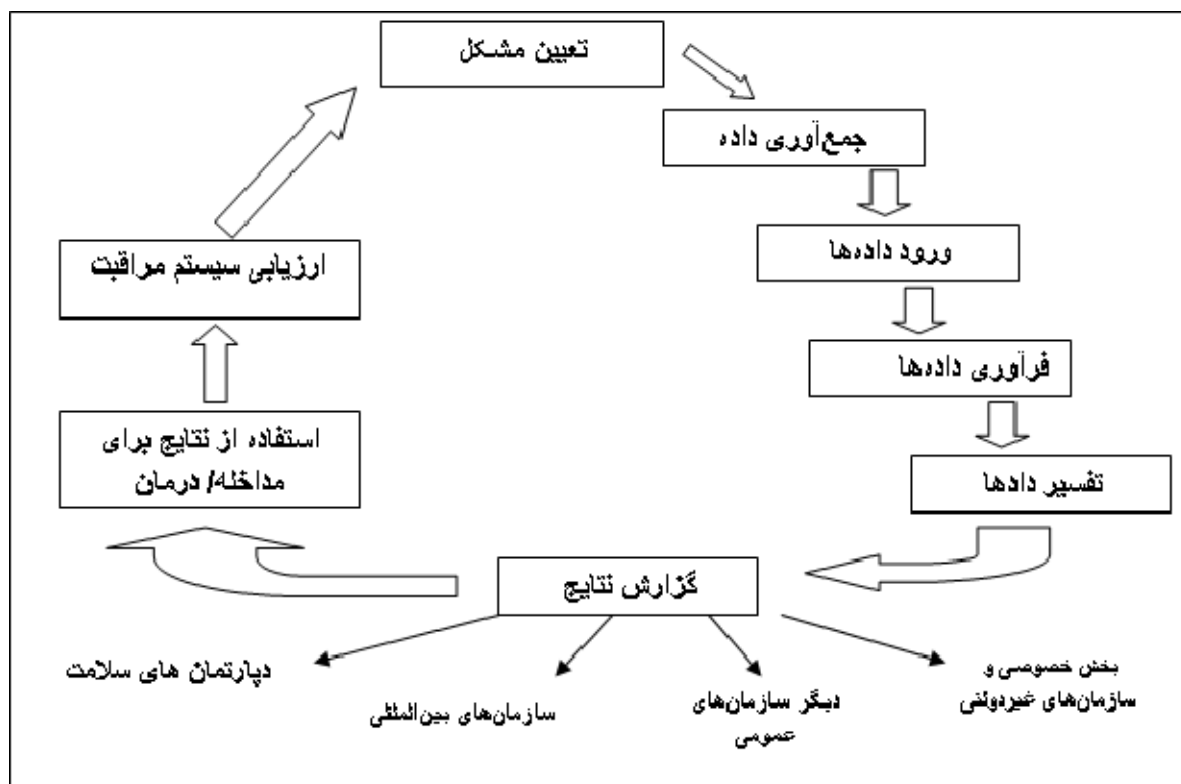 تعیین مشکل
جمع‌آوری داده
ورود داده‌ها
فرآوری داده‌ها
تفسیر دادها
گزارش نتایج
بخش خصوصی و
سازمان‌های غیردولتی
دیگر سازمان‌های
عمومی
سازمان‌های بین‌المللی
دپارتمان های سلامت
استفاده از نتایج برای
مداخله/ درمان
ارزیابی سیستم مراقبت